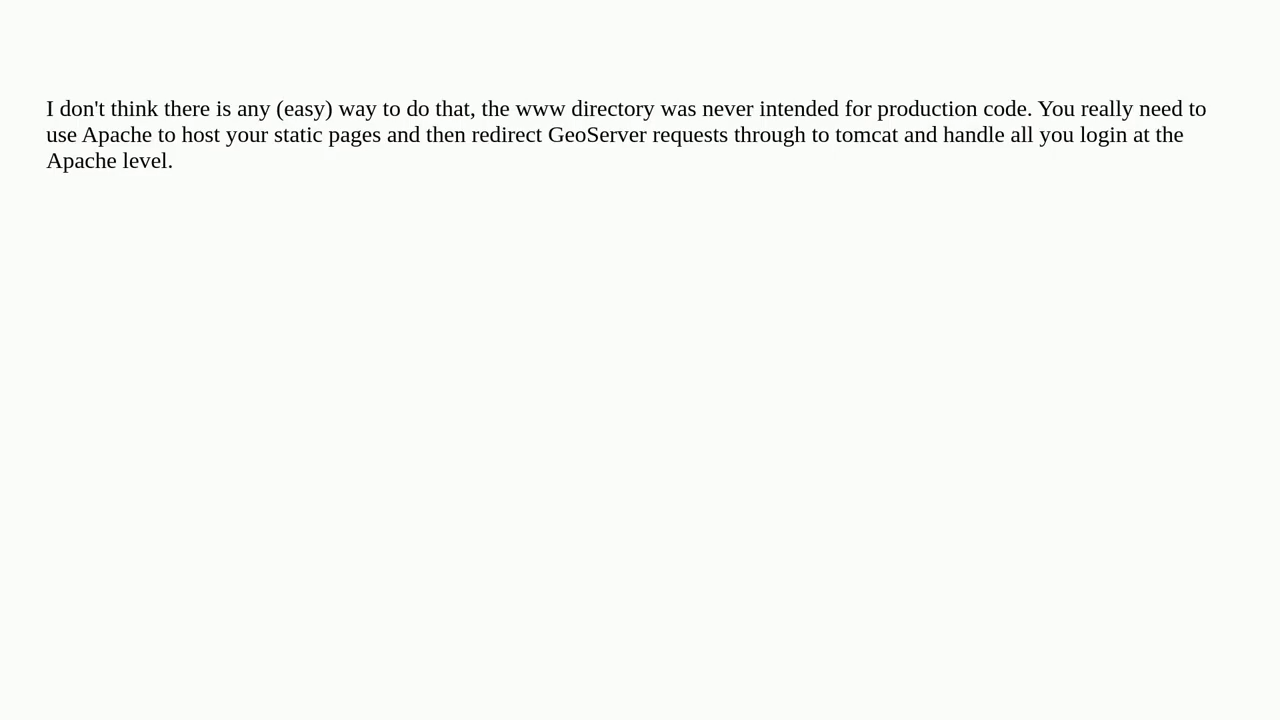 I don't think there is any (easy) way to do that, the www directory was never intended for production code. You really need to
use Apache to host your static pages and then redirect GeoServer requests through to tomcat and handle all you login at the
Apache level.